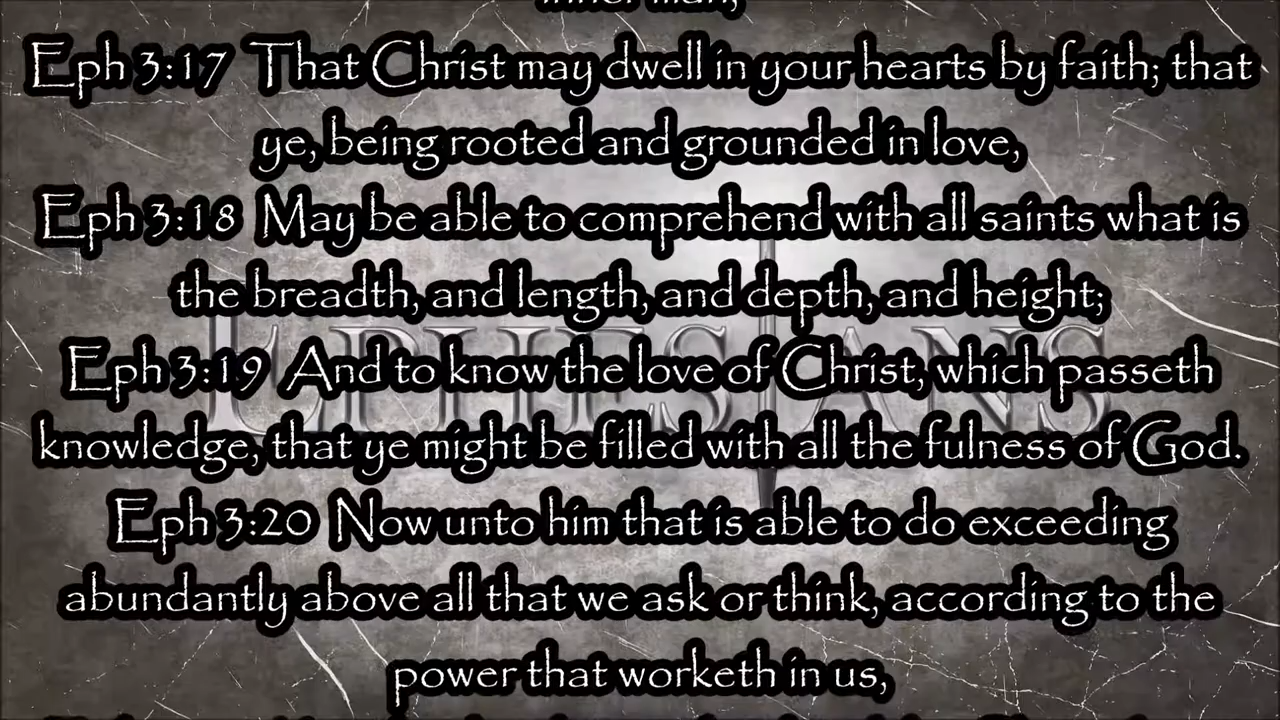 inner man,
Eph 3:17 That Christ may dwell in your hearts by faith; that
ye, being rooted and grounded in love,
Eph 3:18 May be able to comprehend with all saints what is
the breadth, and length, and depth, and height;
EPHESIANS
Eph 3:19 And to know the love of Christ, which passeth
knowledge, that ye might be filled with all the fulness of God.
Eph 3:20 Now unto him that is able to do exceeding
abundantly above all that we ask or think, according to the
power that worketh in us,